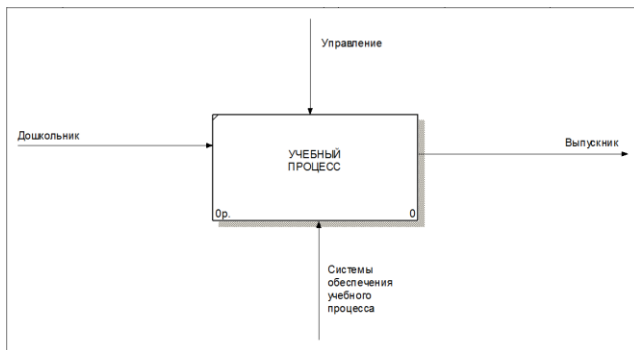 Управление
Дошкольник
Выпускник
УЧЕБНЫЙ
ПРОЦЕСС
0р.
0
Системы
обеспечения
учебного
процесса